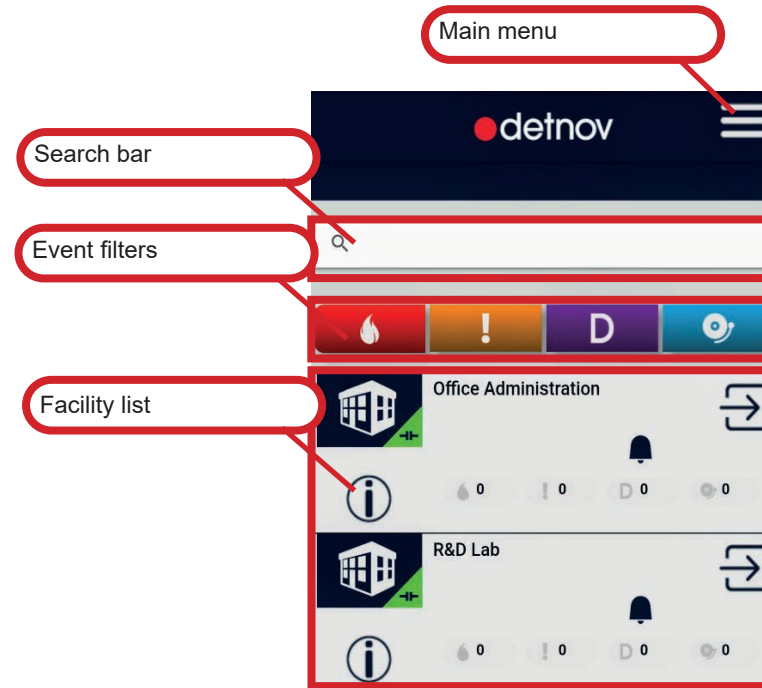 Main menu
detnov
Search bar
Event filters
! D
Facility list
Office Administration
0 ! 0 D 0 0
R&D Lab
0 ! 0 D 0 0